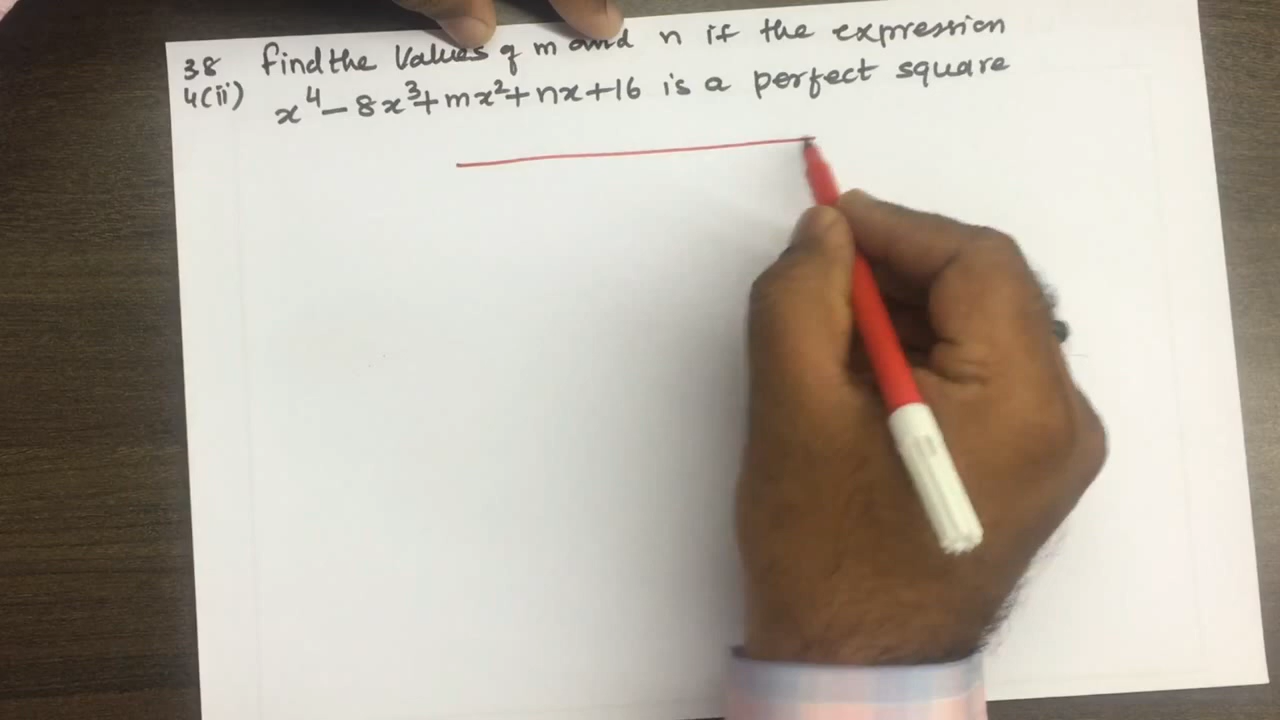 38 find the Values of m and n if the expression
4(ii) x⁴ - 8x³ + mx² + nx + 16 is a perfect square